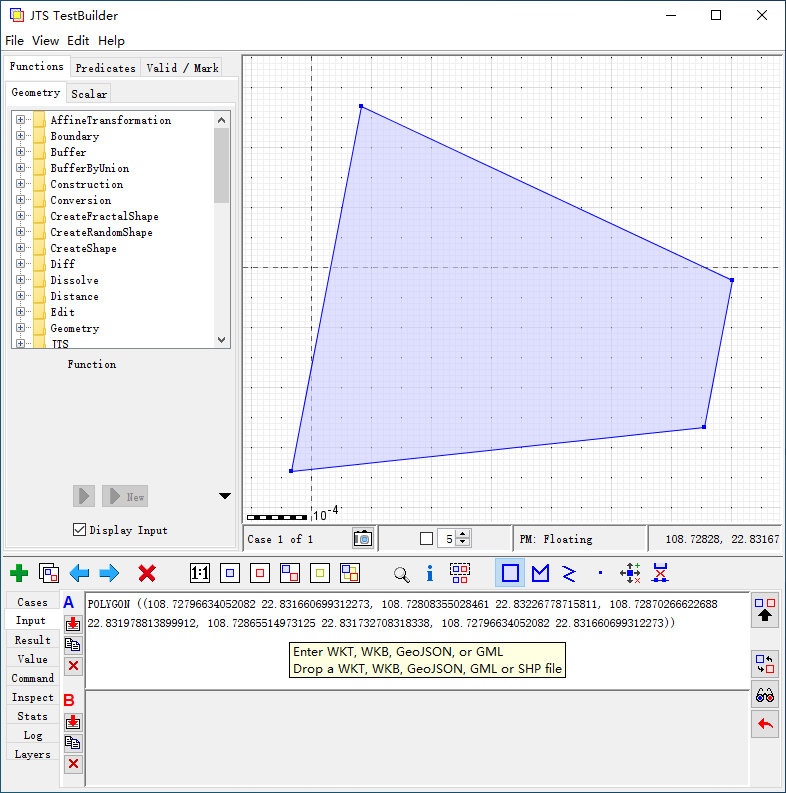 JTS TestBuilder
File View Edit Help
Functions Predicates Valid / Mark
Geometry Scalar
AffineTransformation
Boundary
Buffer
BufferByUnion
Construction
Conversion
CreateFractalShape
CreateRandomShape
CreateShape
Diff
Dissolve
Distance
Edit
Geometry
JTS
Function
New
Display Input
10-4
Case 1 of 1
5
PM: Floating
108.72828, 22.83167
1:1
Cases
Input
Result
Value
Command
Inspect
Stats
Log
Layers
A
POLYGON ((108.72796634052082 22.831660699312273, 108.72808355028461 22.83226778715811, 108.72870266622688
22.831978813899912, 108.72865514973125 22.831732708318338, 108.72796634052082 22.831660699312273))
Enter WKT, WKB, GeoJSON, or GML
Drop a WKT, WKB, GeoJSON, GML or SHP file
B